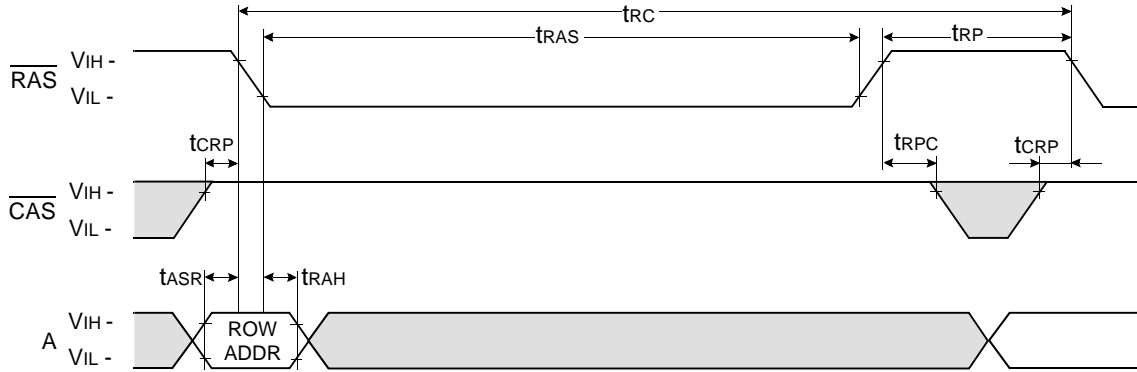 tRC
tRAS
tRP
RAS
VIH -
VIL -
tCRP
tRPC
tCRP
CAS
VIH -
VIL -
tASR
tRAH
A
VIH -
VIL -
ROW
ADDR